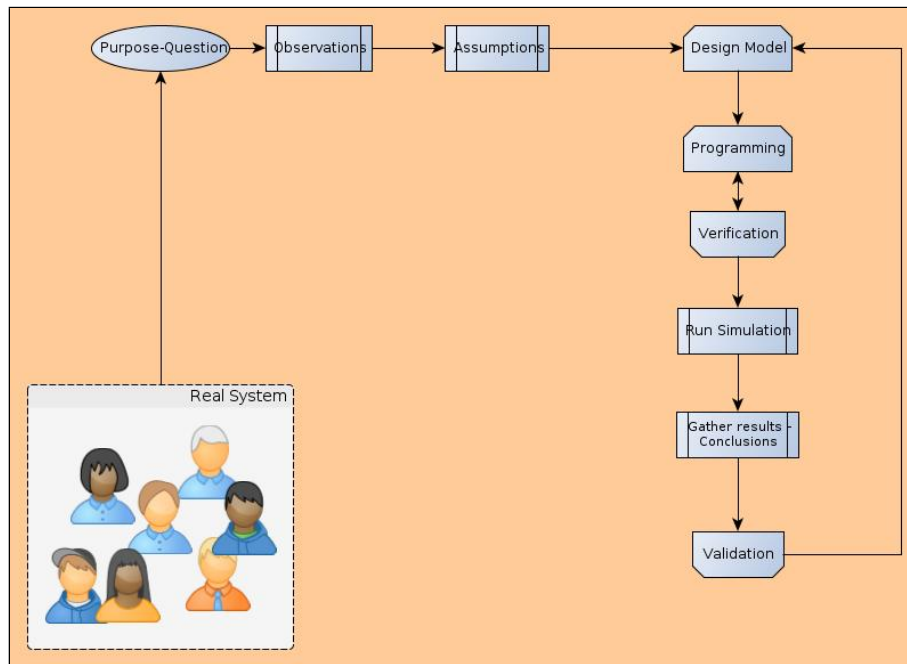 Purpose-Question
Observations
Assumptions
Design Model
Programming
Verification
Run Simulation
Gather results -
Conclusions
Validation
Real System